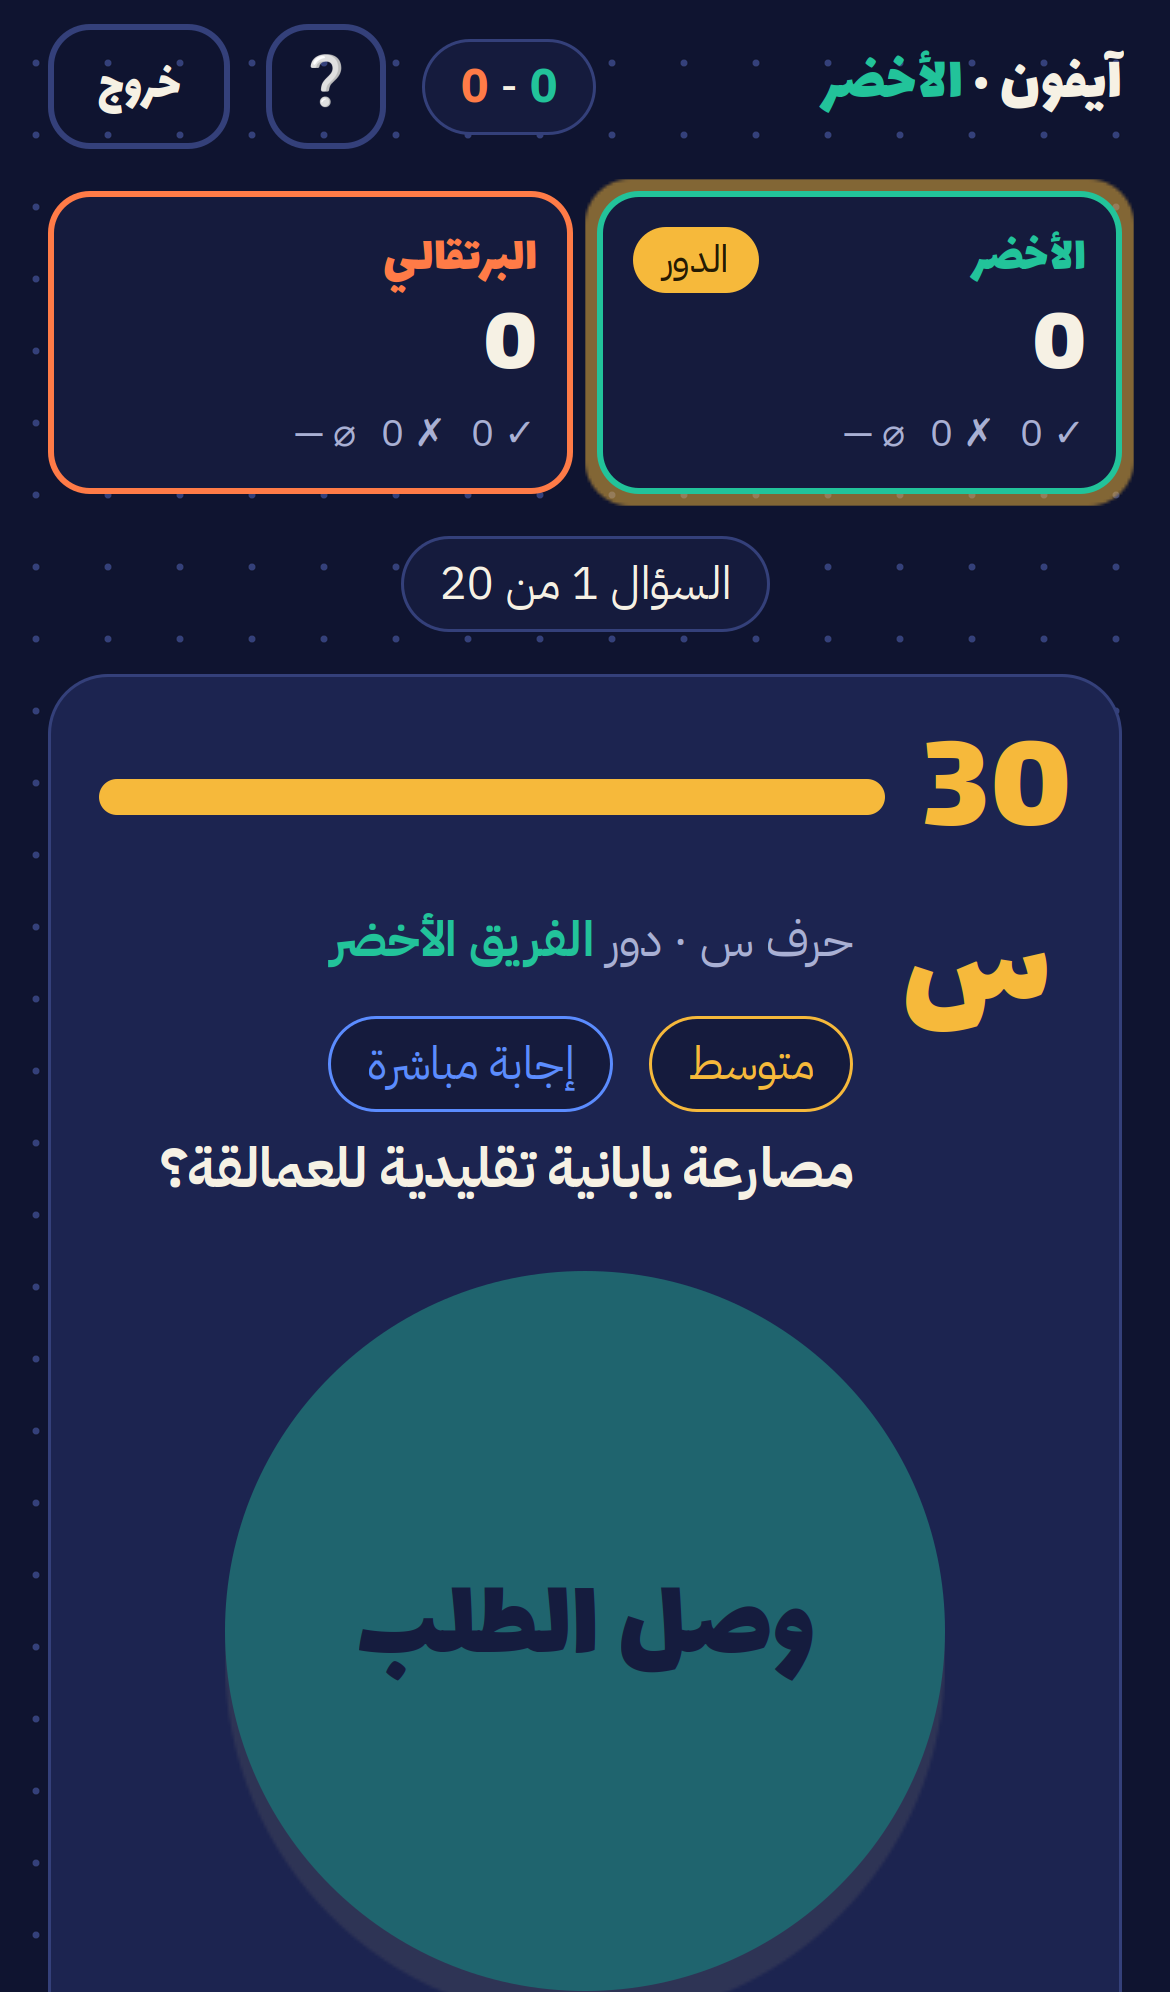 آيفون · الأخضر
0 - 0
?
خروج
الأخضر
الدور
0
✓ 0 ✗ 0 ⌀ —
البرتقالي
0
✓ 0 ✗ 0 ⌀ —
السؤال 1 من 20
30
س
حرف س · دور الفريق الأخضر
متوسط
إجابة مباشرة
مصارعة يابانية تقليدية للعمالقة؟
وصل الطلب